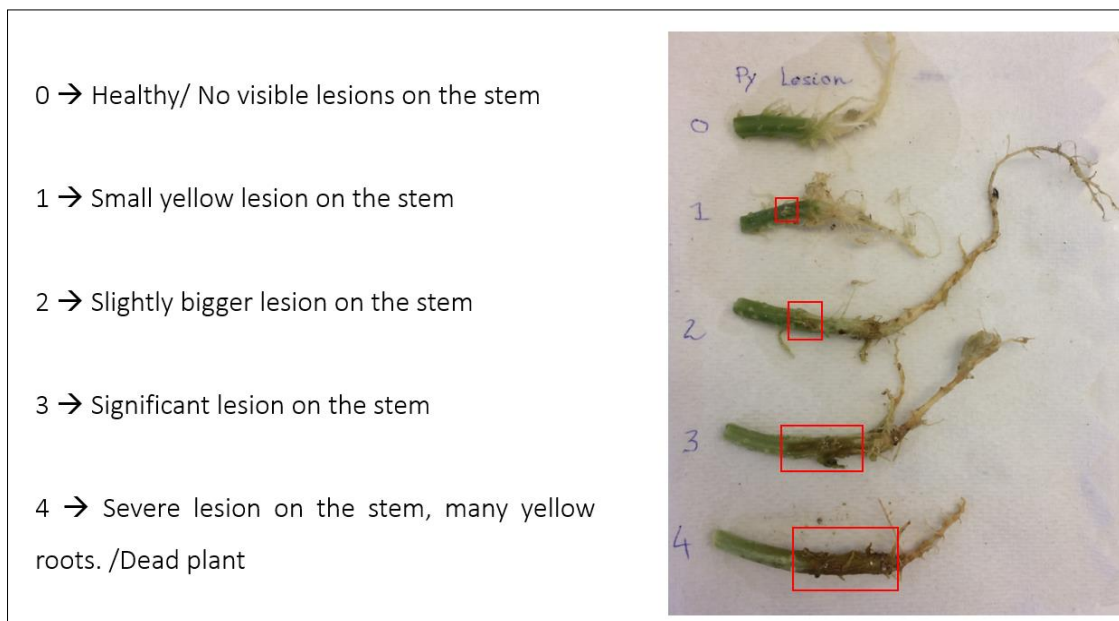 0 → Healthy/ No visible lesions on the stem
1 → Small yellow lesion on the stem
2 → Slightly bigger lesion on the stem
3 → Significant lesion on the stem
4 → Severe lesion on the stem, many yellow
roots. /Dead plant
Py Lesion
0
1
2
3
4